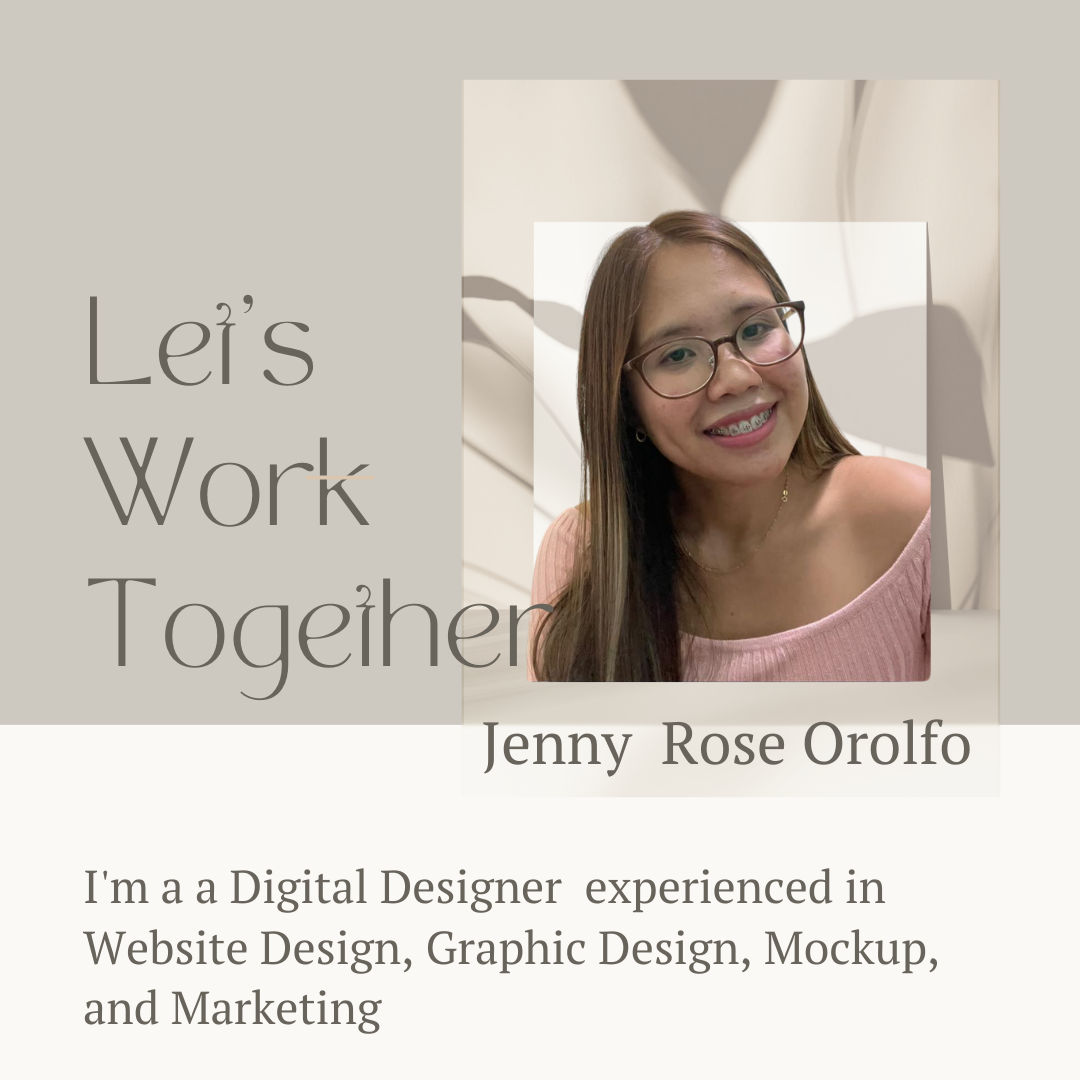 Let's
Work
Together
Jenny  Rose Orolfo
I'm a a Digital Designer  experienced in
Website Design, Graphic Design, Mockup,
and Marketing